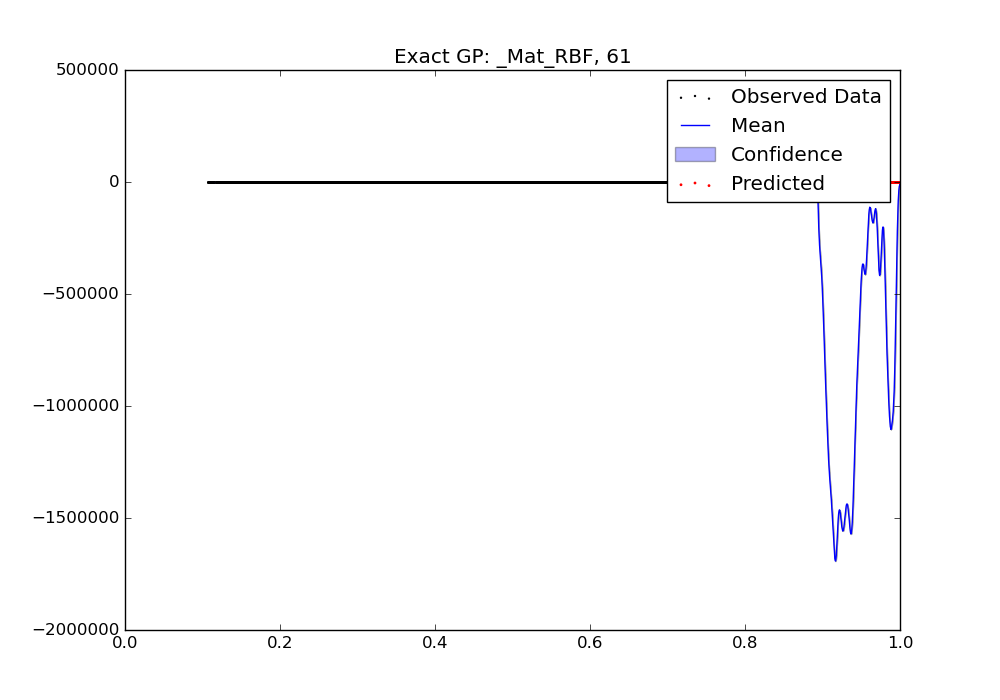 Exact GP: _Mat_RBF, 61
500000
0
−500000
−1000000
−1500000
−2000000
0.0 0.2 0.4 0.6 0.8 1.0
Observed Data
Mean
Confidence
Predicted